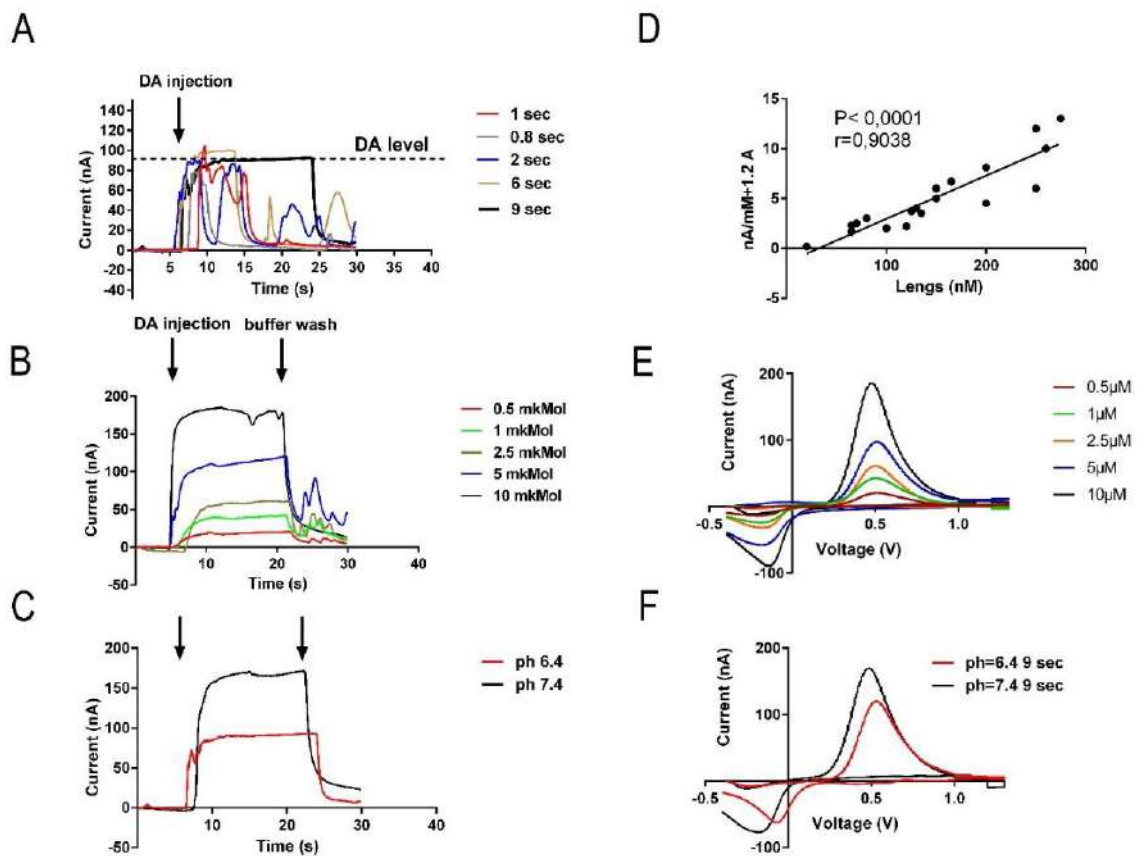 A
DA injection
140
120
100
80
60
40
20
0
-20
-40
Current (nA)
5
10
15
20
25
30
35
40
Time (s)
DA level
1 sec
0.8 sec
2 sec
6 sec
9 sec
DA injection
buffer wash
B
200
150
100
50
0
-50
Current (nA)
10
20
30
40
Time (s)
0.5 mkMol
1 mkMol
2.5 mkMol
5 mkMol
10 mkMol
C
200
150
100
50
0
-50
Current (nA)
10
20
30
40
Time (s)
ph 6.4
ph 7.4
D
15
10
5
0
-5
nA/mM+1.2 A
P< 0,0001
r=0,9038
100
200
300
Lengs (nM)
E
200
100
-100
Current (nA)
-0.5
0.5
1.0
Voltage (V)
0.5µM
1µM
2.5µM
5µM
10µM
F
200
100
-100
Current (nA)
-0.5
0.5
1.0
Voltage (V)
ph=6.4 9 sec
ph=7.4 9 sec